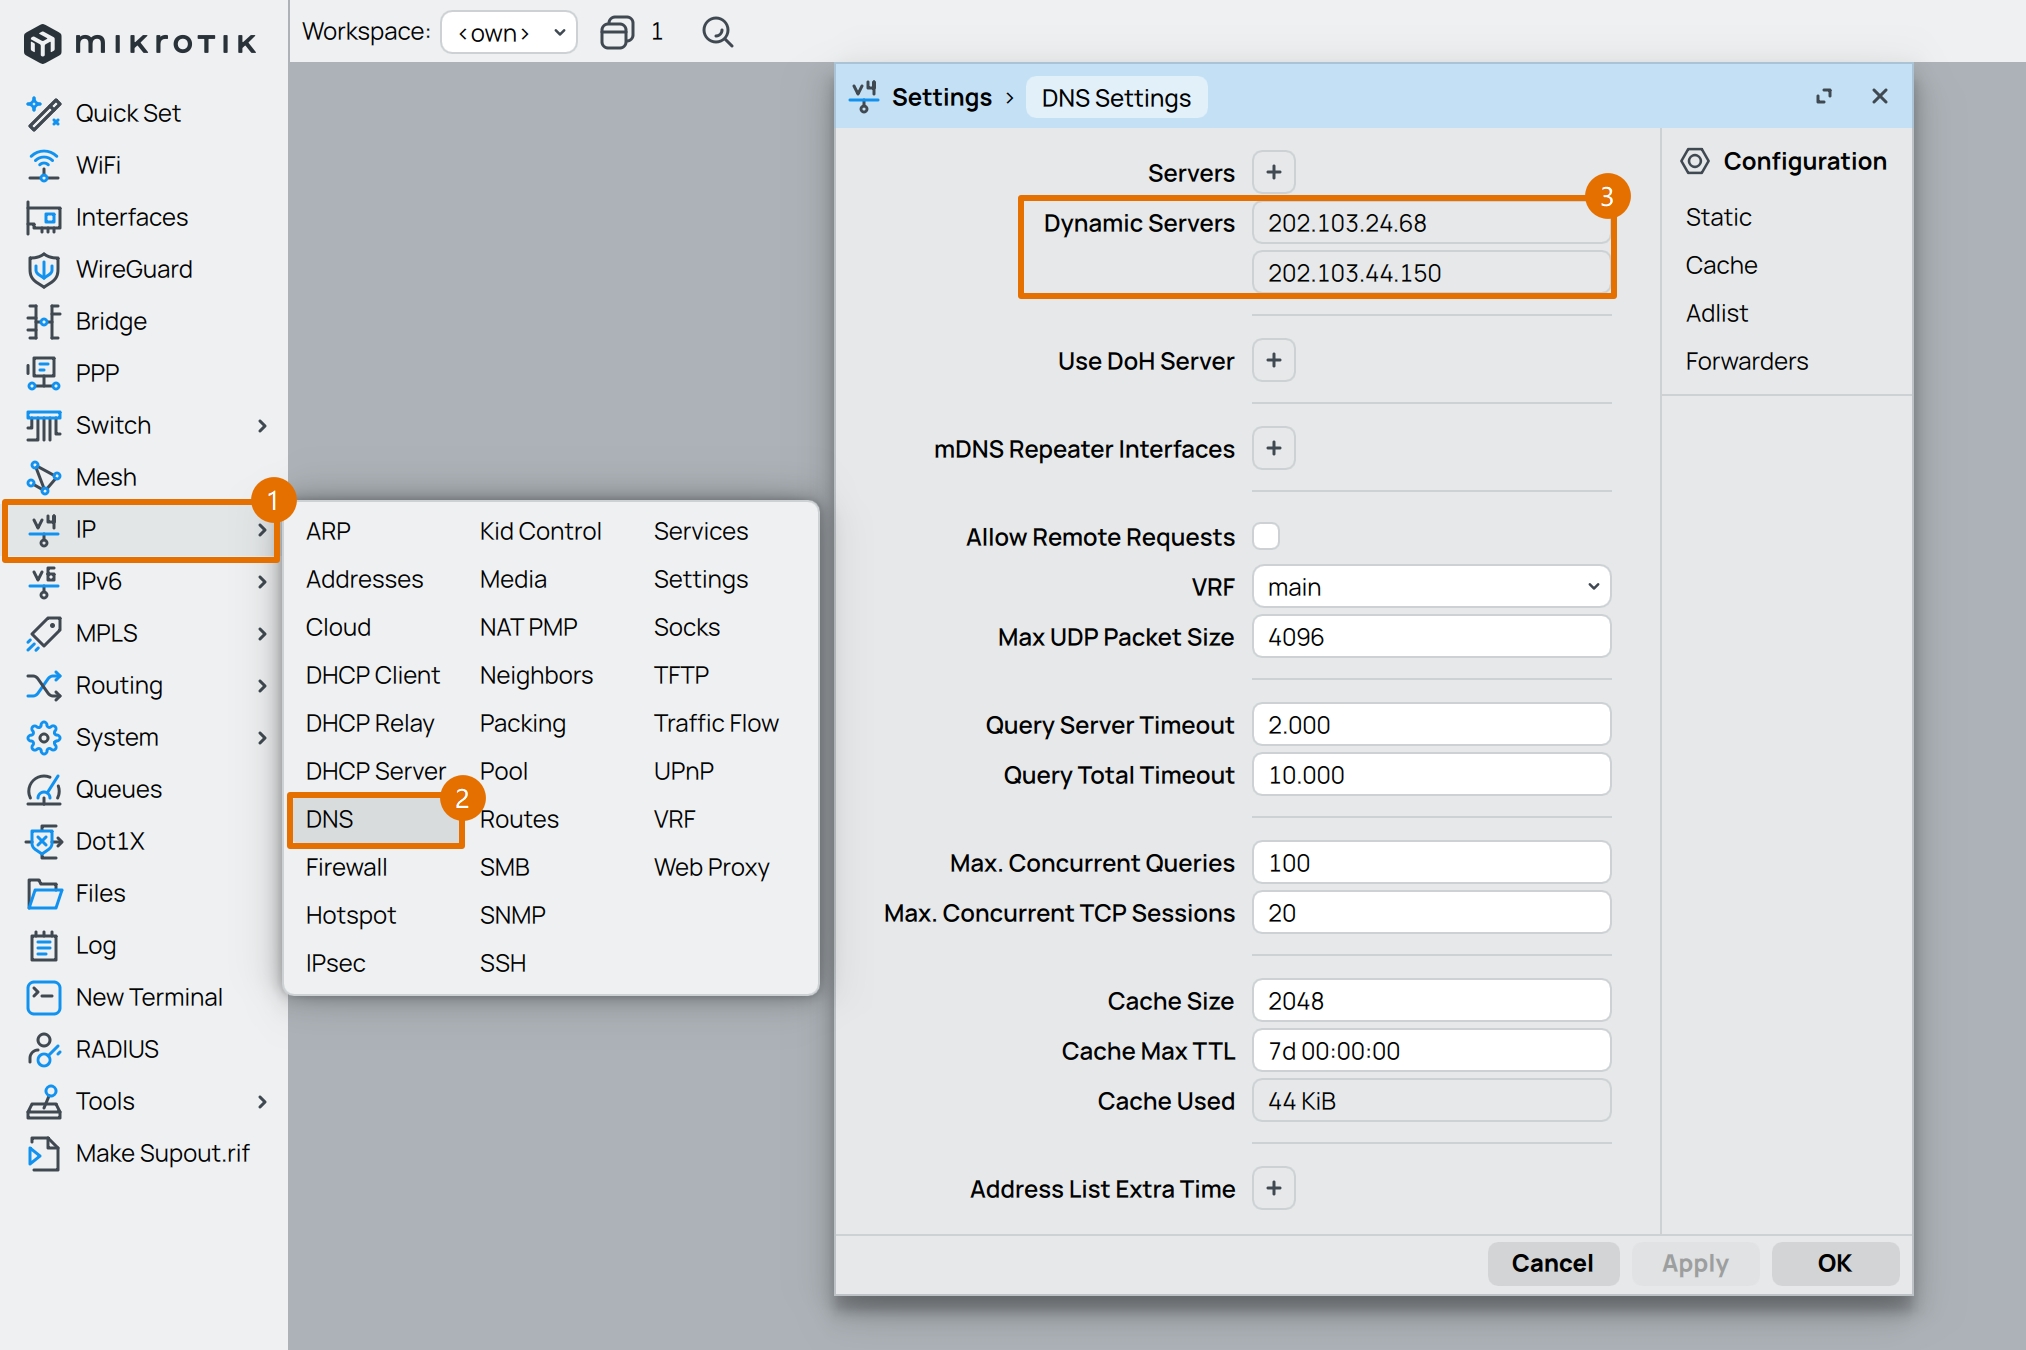 mikrotik
Workspace: <own> 1
Quick Set
WiFi
Interfaces
WireGuard
Bridge
PPP
Switch
Mesh
1
IP
IPv6
MPLS
Routing
System
Queues
Dot1X
Files
Log
New Terminal
RADIUS
Tools
Make Supout.rif
ARP
Addresses
Cloud
DHCP Client
DHCP Relay
DHCP Server
2
DNS
Firewall
Hotspot
IPsec
Kid Control
Media
NAT PMP
Neighbors
Packing
Pool
Routes
SMB
SNMP
SSH
Services
Settings
Socks
TFTP
Traffic Flow
UPnP
VRF
Web Proxy
v4 Settings > DNS Settings
Servers +
3
Dynamic Servers 202.103.24.68
202.103.44.150
Use DoH Server +
mDNS Repeater Interfaces +
Allow Remote Requests
VRF main
Max UDP Packet Size 4096
Query Server Timeout 2.000
Query Total Timeout 10.000
Max. Concurrent Queries 100
Max. Concurrent TCP Sessions 20
Cache Size 2048
Cache Max TTL 7d 00:00:00
Cache Used 44 KiB
Address List Extra Time +
Configuration
Static
Cache
Adlist
Forwarders
Cancel Apply OK